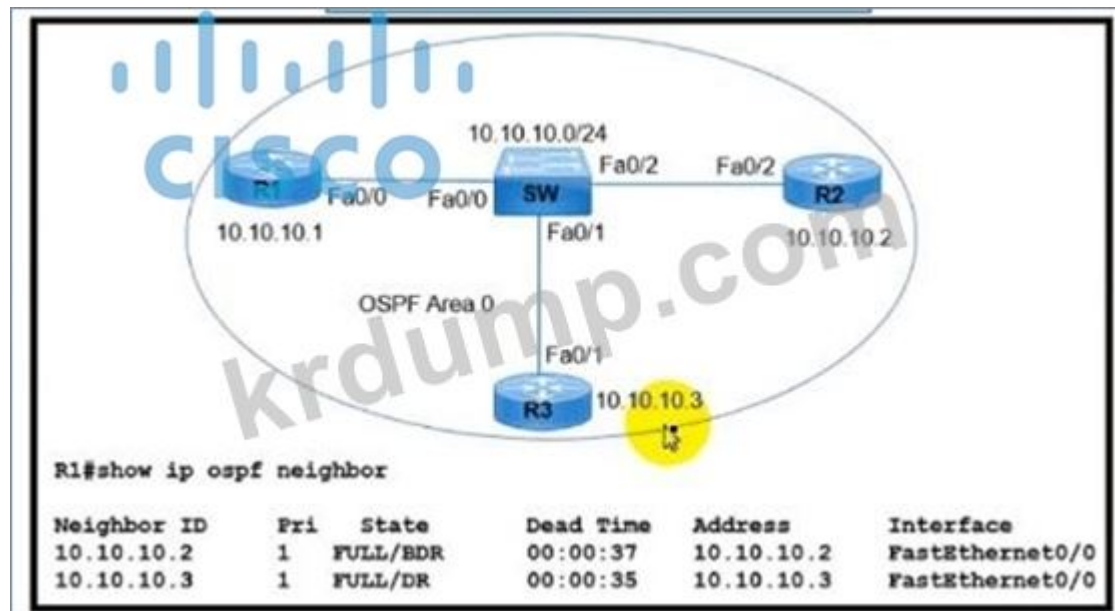 CISCO
10.10.10.0/24
Fa0/2
Fa0/2
R1
Fa0/0
Fa0/0
SW
R2
10.10.10.1
Fa0/1
10.10.10.2
OSPF Area 0
krdump.com
Fa0/1
R3
10.10.10.3
R1#show ip ospf neighbor
Neighbor ID Pri State Dead Time Address Interface
10.10.10.2 1 FULL/BDR 00:00:37 10.10.10.2 FastEthernet0/0
10.10.10.3 1 FULL/DR 00:00:35 10.10.10.3 FastEthernet0/0